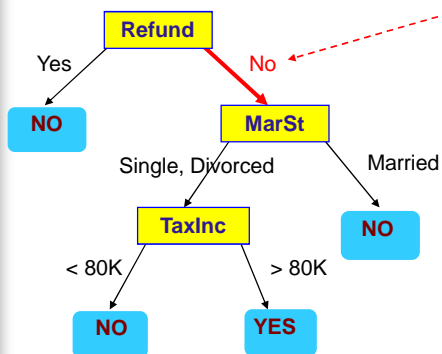 Refund
Yes
No
NO
MarSt
Single, Divorced
Married
TaxInc
NO
< 80K
> 80K
NO
YES